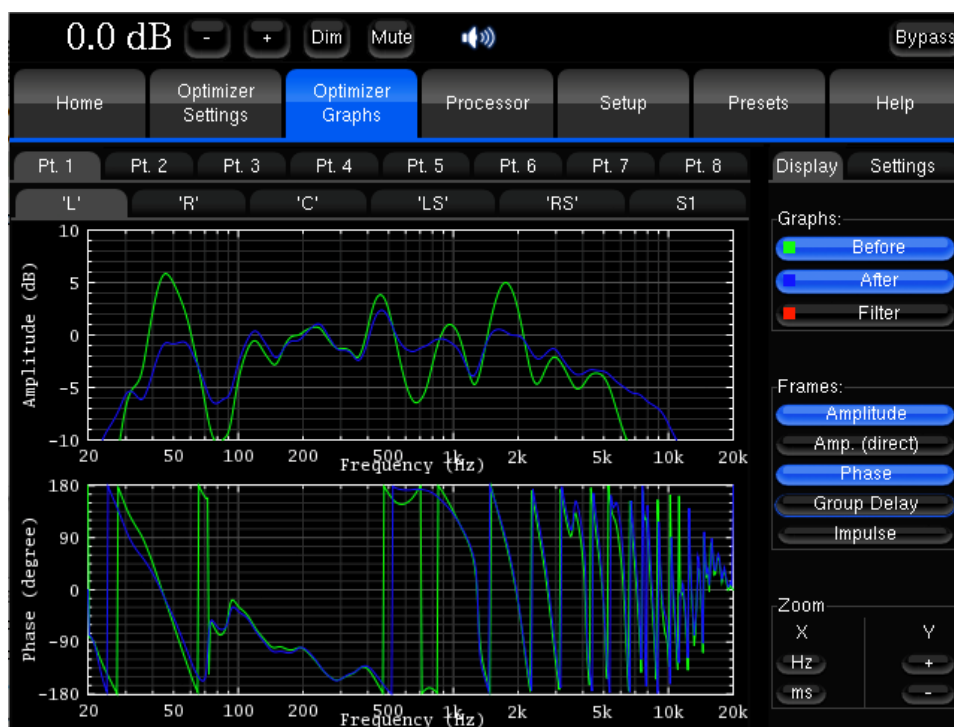 0.0 dB - + Dim Mute Bypass
Home Optimizer Settings Optimizer Graphs Processor Setup Presets Help
Pt. 1 Pt. 2 Pt. 3 Pt. 4 Pt. 5 Pt. 6 Pt. 7 Pt. 8 Display Settings
'L' 'R' 'C' 'LS' 'RS' S1
Graphs:
Before
After
Filter
Frames:
Amplitude
Amp. (direct)
Phase
Group Delay
Impulse
Zoom
X Y
Hz +
ms -
Amplitude (dB)
10
5
0
-5
-10
20 50 100 200 500 1k 2k 5k 10k 20k
Frequency (Hz)
Phase (degree)
180
90
0
-90
-180
20 50 100 200 500 1k 2k 5k 10k 20k
Frequency (Hz)